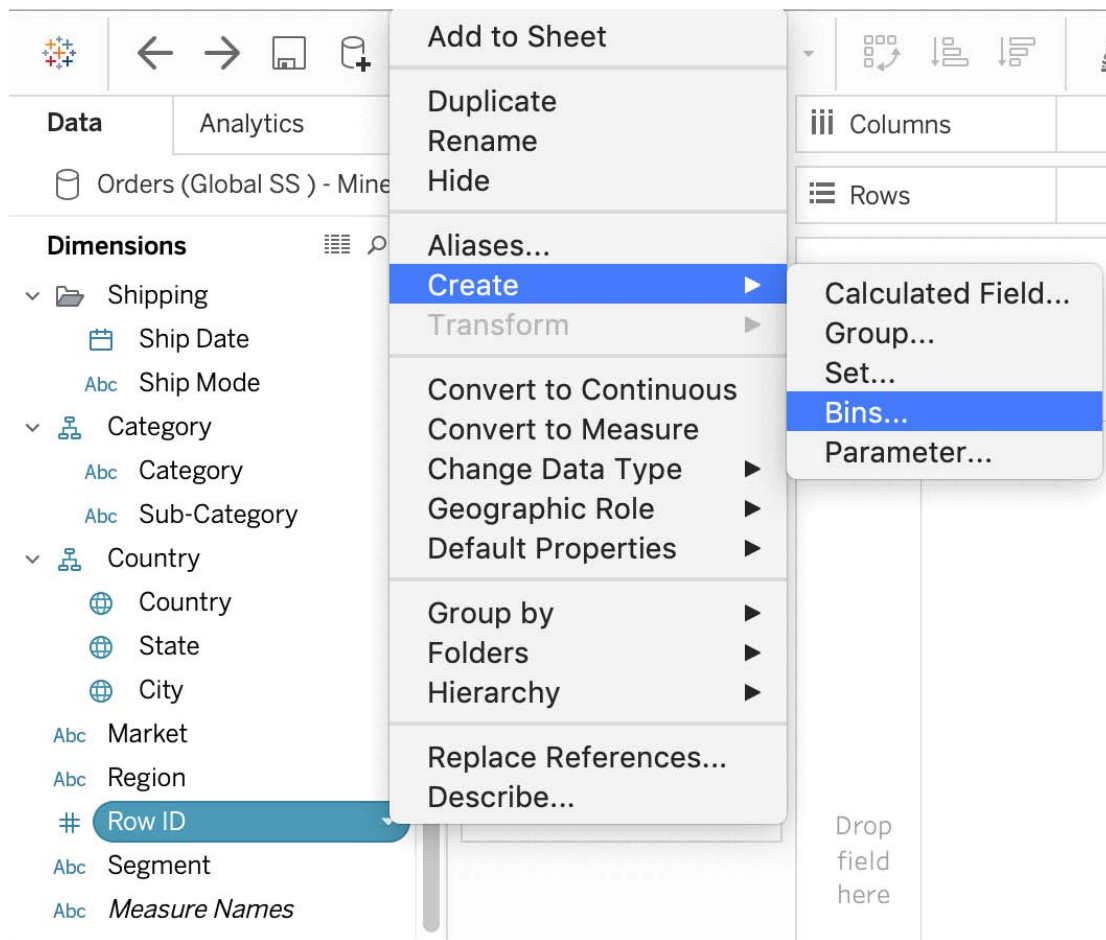 Data
Analytics
Orders (Global SS ) - Mine
Dimensions
Shipping
Ship Date
Abc Ship Mode
Category
Abc Category
Abc Sub-Category
Country
Country
State
City
Abc Market
Abc Region
# Row ID
Abc Segment
Abc Measure Names
Add to Sheet
Duplicate
Rename
Hide
Aliases...
Create
Transform
Convert to Continuous
Convert to Measure
Change Data Type
Geographic Role
Default Properties
Group by
Folders
Hierarchy
Replace References...
Describe...
Columns
Rows
Calculated Field...
Group...
Set...
Bins...
Parameter...
Drop
field
here